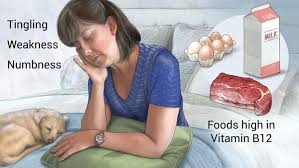 Tingling
Weakness
Numbness
MILK
Foods high in
Vitamin B12